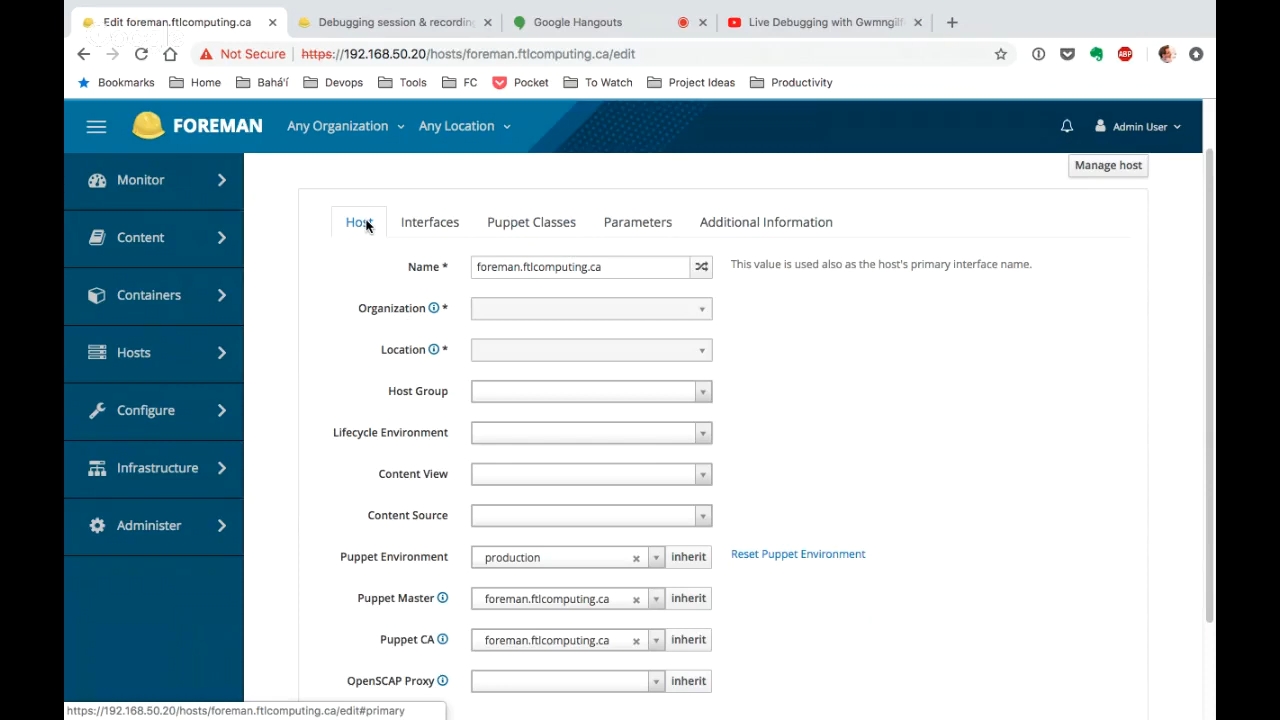 Edit foreman.ftlcomputing.ca
Debugging session & recordin
Google Hangouts
Live Debugging with Gwmngilf
Not Secure
https://192.168.50.20/hosts/foreman.ftlcomputing.ca/edit
ABP
Bookmarks
Home
Bahá'í
Devops
Tools
FC
Pocket
To Watch
Project Ideas
Productivity
FOREMAN
Any Organization
Any Location
Admin User
Manage host
Monitor
Content
Containers
Hosts
Configure
Infrastructure
Administer
Host
Interfaces
Puppet Classes
Parameters
Additional Information
Name *
foreman.ftlcomputing.ca
This value is used also as the host's primary interface name.
Organization *
Location *
Host Group
Lifecycle Environment
Content View
Content Source
Puppet Environment
production
inherit
Reset Puppet Environment
Puppet Master
foreman.ftlcomputing.ca
inherit
Puppet CA
foreman.ftlcomputing.ca
inherit
OpenSCAP Proxy
inherit
https://192.168.50.20/hosts/foreman.ftlcomputing.ca/edit#primary